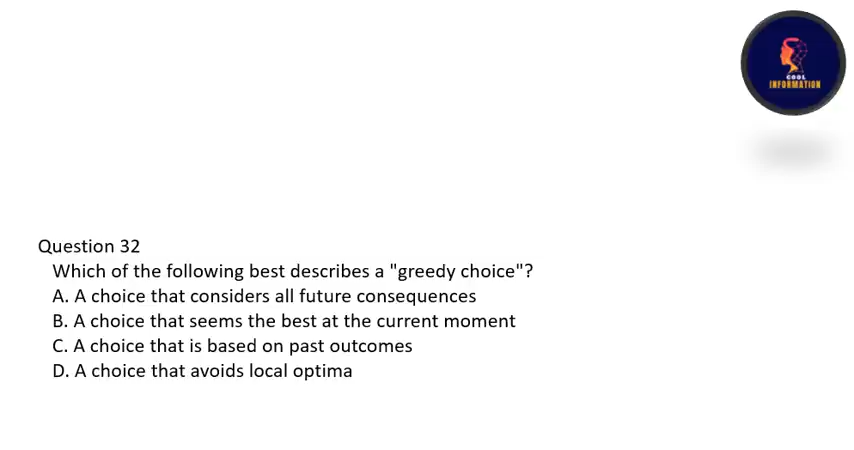 COOL
INFORMATION
Question 32
Which of the following best describes a "greedy choice"?
A. A choice that considers all future consequences
B. A choice that seems the best at the current moment
C. A choice that is based on past outcomes
D. A choice that avoids local optima